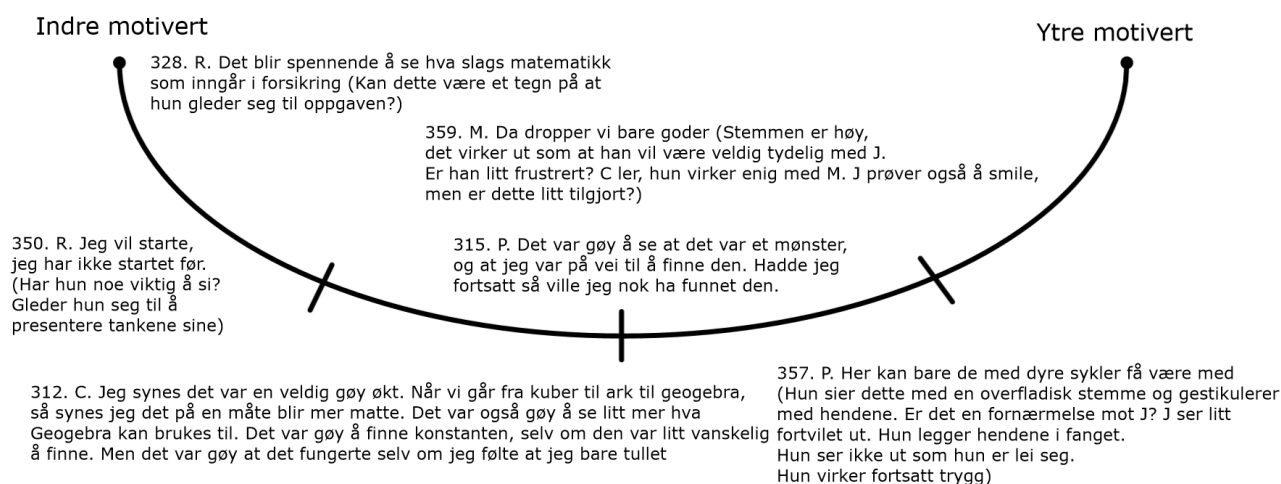 Indre motivert
Ytre motivert
328. R. Det blir spennende å se hva slags matematikk
som inngår i forsikring (Kan dette være et tegn på at
hun gleder seg til oppgaven?)
359. M. Da dropper vi bare goder (Stemmen er høy,
det virker ut som at han vil være veldig tydelig med J.
Er han litt frustrert? C ler, hun virker enig med M. J prøver også å smile,
men er dette litt tilgjort?)
350. R. Jeg vil starte,
jeg har ikke startet før.
(Har hun noe viktig å si?
Gleder hun seg til å
presentere tankene sine)
315. P. Det var gøy å se at det var et mønster,
og at jeg var på vei til å finne den. Hadde jeg
fortsatt så ville jeg nok ha funnet den.
312. C. Jeg synes det var en veldig gøy økt. Når vi går fra kuber til ark til geogebra,
så synes jeg det på en måte blir mer matte. Det var også gøy å se litt mer hva
Geogebra kan brukes til. Det var gøy å finne konstanten, selv om den var litt vanskelig
å finne. Men det var gøy at det fungerte selv om jeg følte at jeg bare tullet
357. P. Her kan bare de med dyre sykler få være med
(Hun sier dette med en overfladisk stemme og gestikulerer
med hendene. Er det en fornærmelse mot J? J ser litt
fortvilet ut. Hun legger hendene i fanget.
Hun ser ikke ut som hun er lei seg.
Hun virker fortsatt trygg)